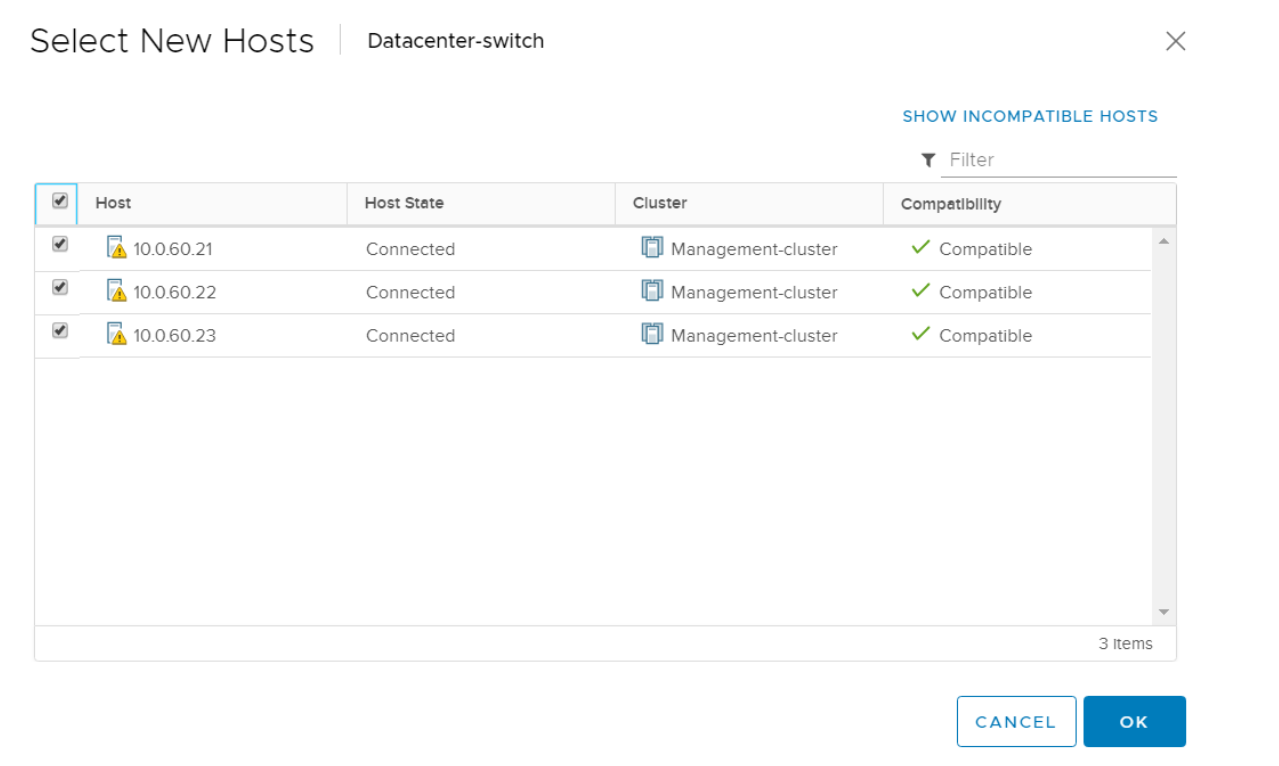 Select New Hosts Datacenter-switch
SHOW INCOMPATIBLE HOSTS
Filter
Host Host State Cluster Compatibility
10.0.60.21 Connected Management-cluster Compatible
10.0.60.22 Connected Management-cluster Compatible
10.0.60.23 Connected Management-cluster Compatible
3 items
CANCEL OK